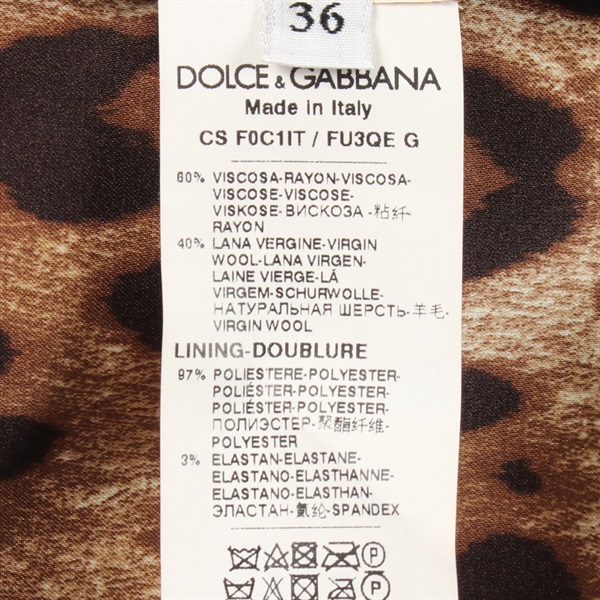 36
DOLCE & GABBANA
Made in Italy
CS F0C1IT / FU3QE G
60% VISCOSA-RAYON-VISCOSA-
VISCOSE-VISCOSE-
VISKOSE-ВИСКОЗА-粘纤-
RAYON
40% LANA VERGINE-VIRGIN
WOOL-LANA VIRGEN-
LAINE VIERGE-LÃ
VIRGEM-SCHURWOLLE-
НАТУРАЛЬНАЯ ШЕРСТЬ-羊毛-
VIRGIN WOOL
LINING-DOUBLURE
97% POLIESTERE-POLYESTER-
POLIÉSTER-POLYESTER-
POLIÉSTER-POLYESTER-
ПОЛИЭСТЕР-聚酯纤维-
POLYESTER
3% ELASTAN-ELASTANE-
ELASTANO-ELASTHANNE-
ELASTANO-ELASTHAN-
ЭЛАСТАН-氨纶-SPANDEX
P
P